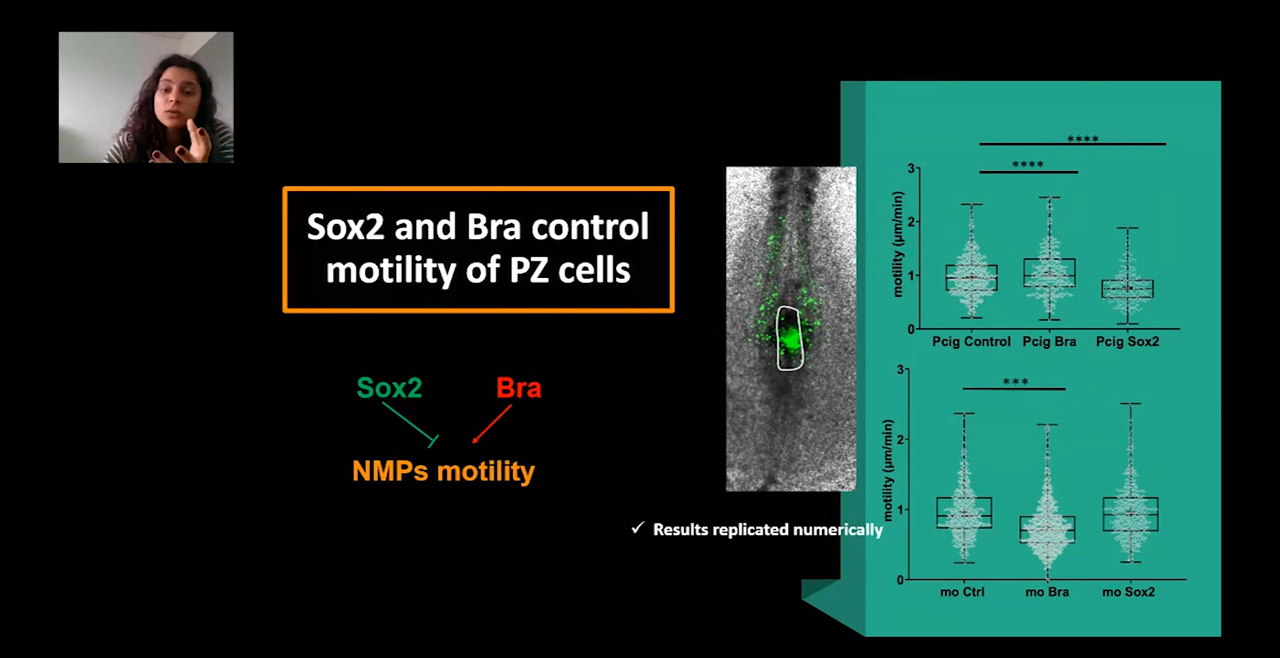 Sox2 and Bra control
motility of PZ cells
Sox2
Bra
NMPs motility
✓ Results replicated numerically
****
****
3
2
1
0
motility (µm/min)
Pcig Control
Pcig Bra
Pcig Sox2
***
3
2
1
0
motility (µm/min)
mo Ctrl
mo Bra
mo Sox2